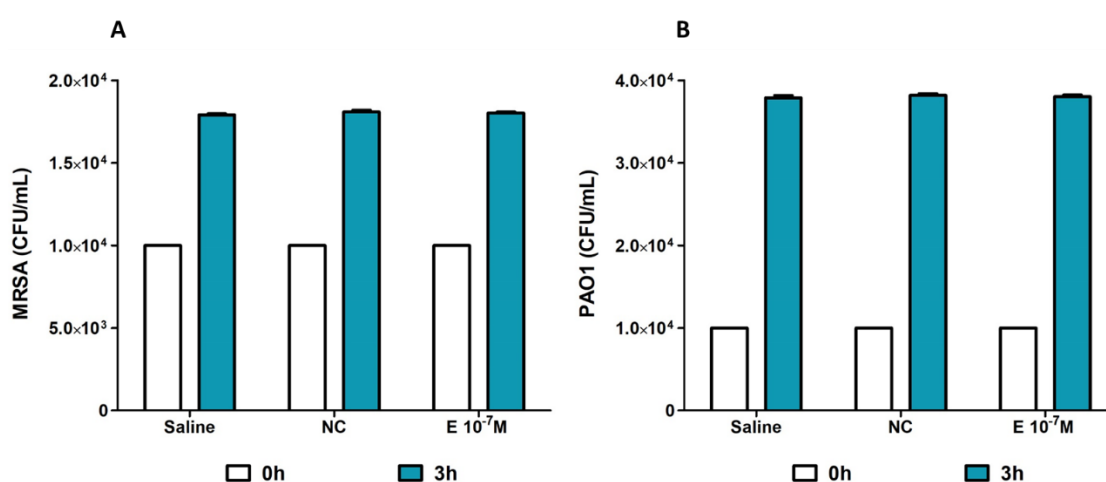 A
MRSA (CFU/mL)
2.0×10⁴
1.5×10⁴
1.0×10⁴
5.0×10³
0
Saline NC E 10⁻⁷M
0h 3h
B
PAO1 (CFU/mL)
4.0×10⁴
3.0×10⁴
2.0×10⁴
1.0×10⁴
0
Saline NC E 10⁻⁷M
0h 3h